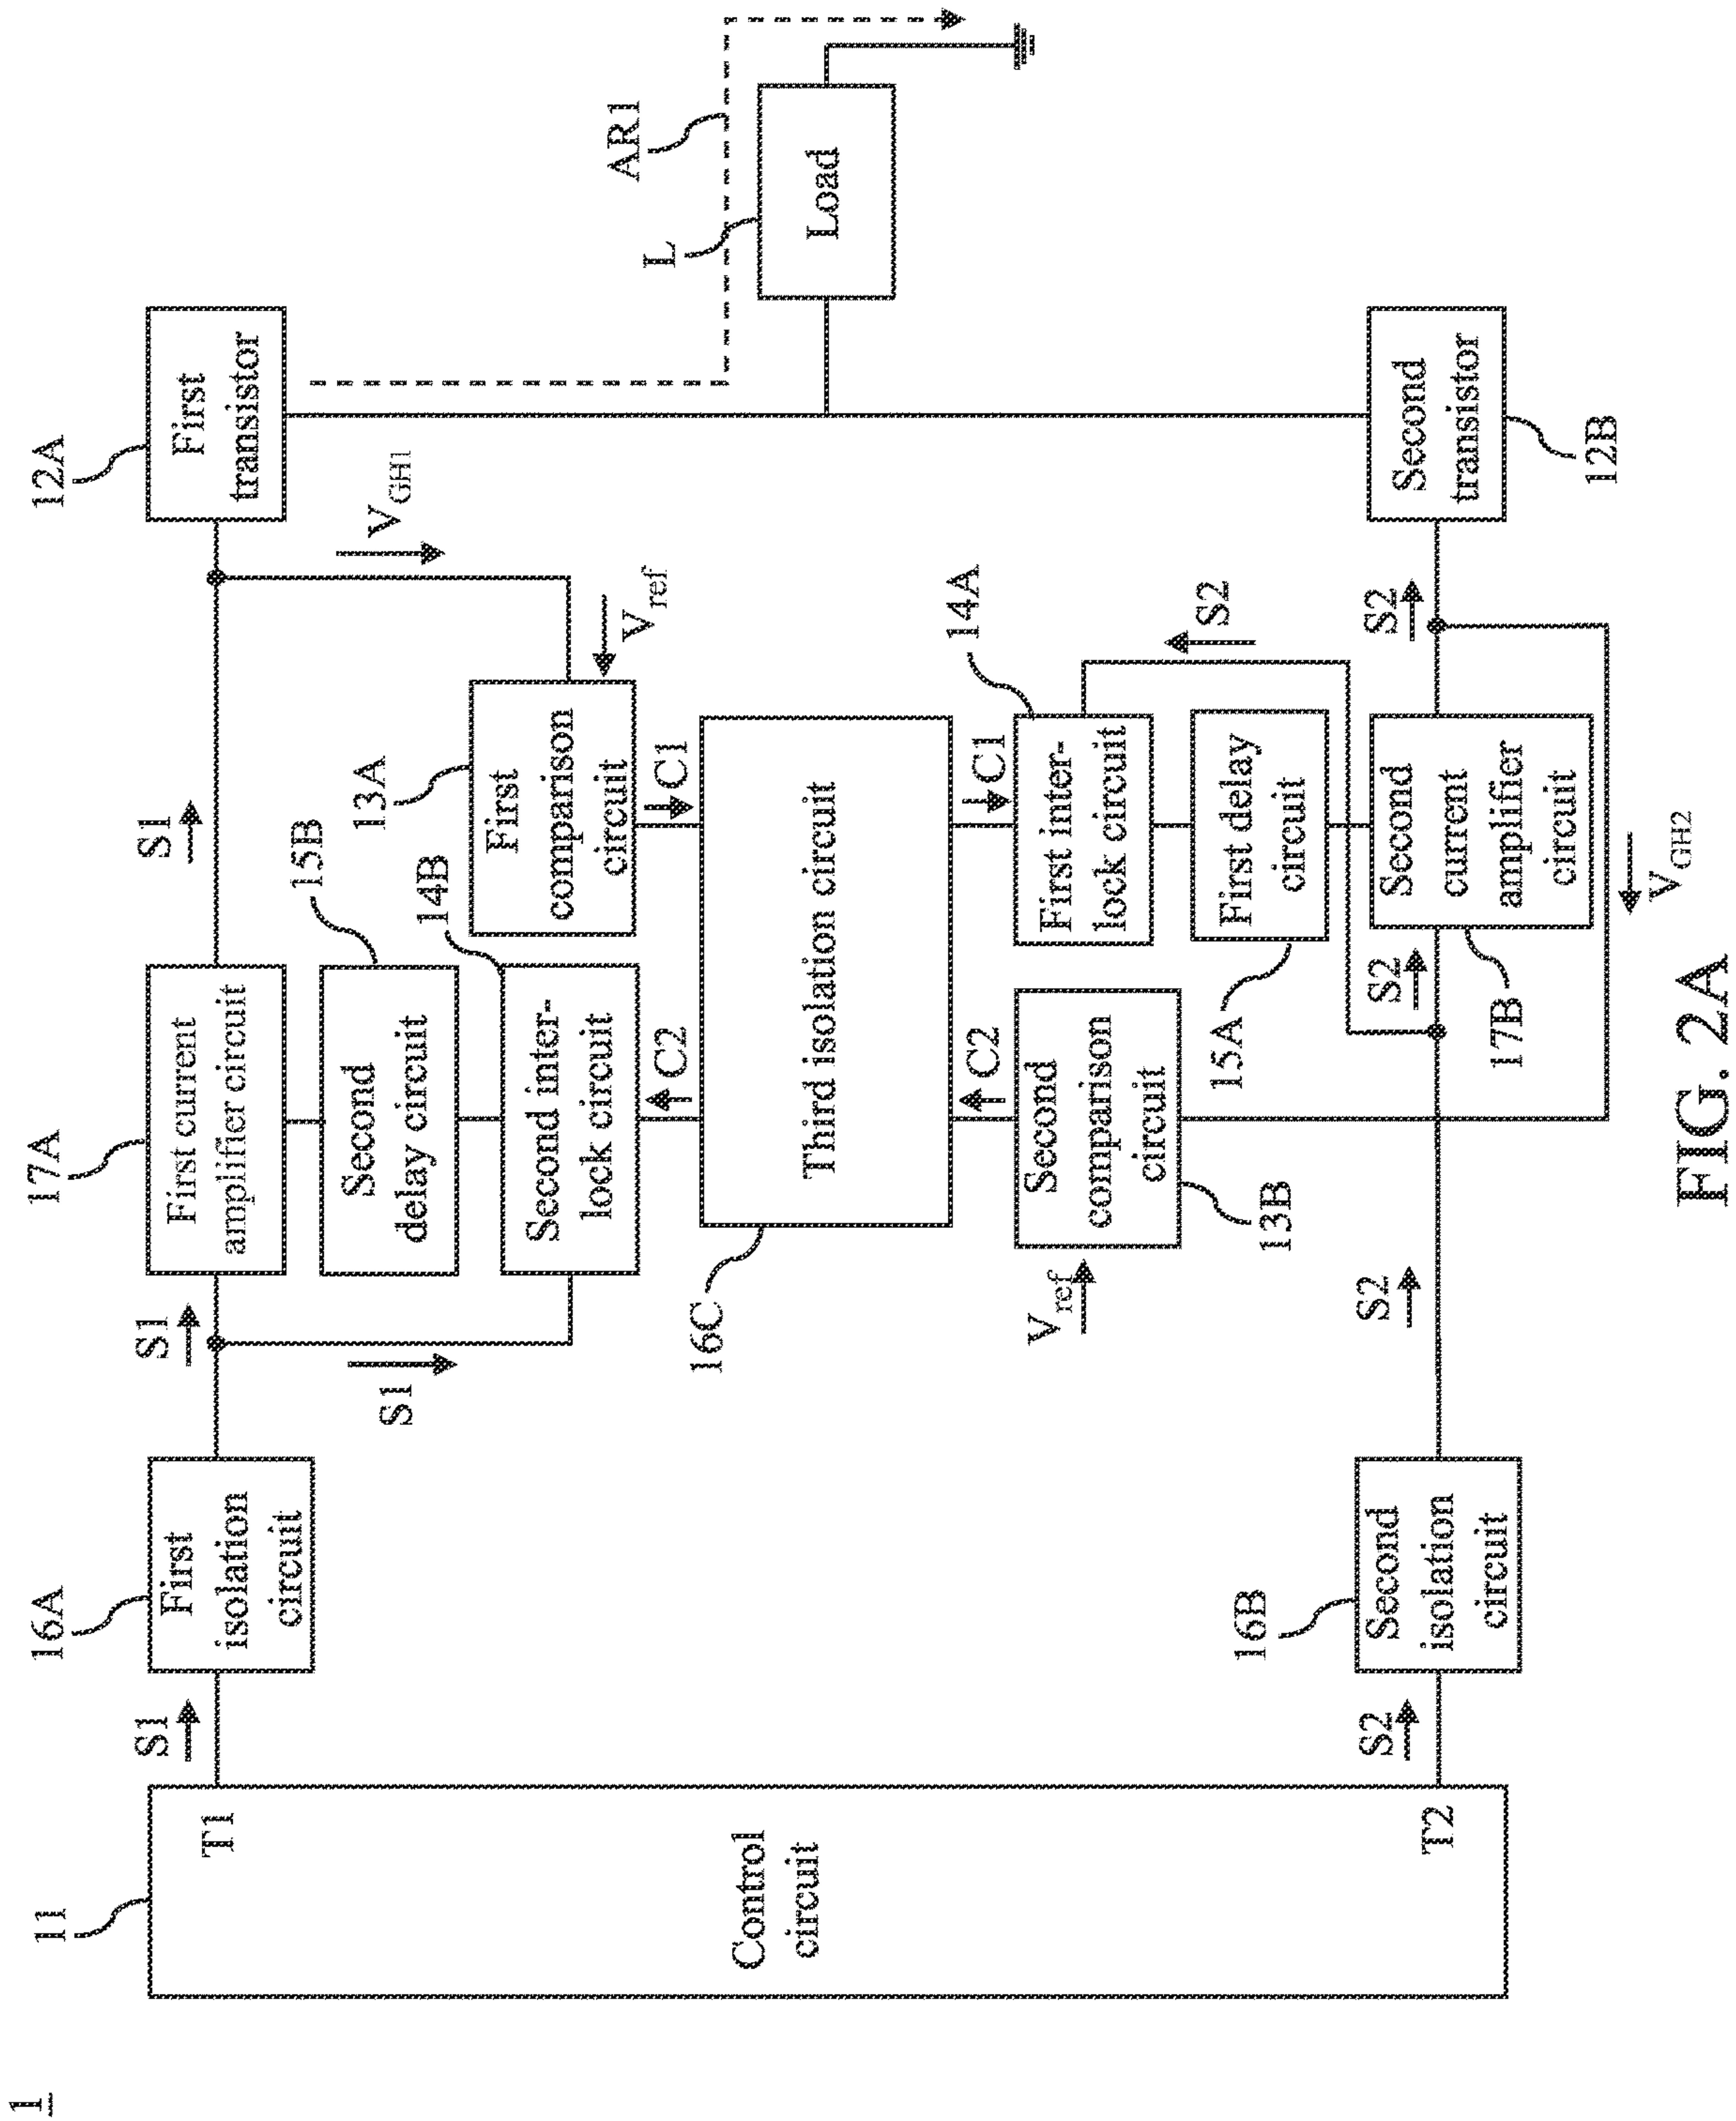 1
11
Control
circuit
T1
T2
S1
S2
16A
First
isolation
circuit
16B
Second
isolation
circuit
S1
S1
S2
17A
First current
amplifier circuit
15B
Second
delay circuit
14B
Second inter-
lock circuit
S1
13A
First
comparison
circuit
VGH1
Vref
C1
C2
16C
Third isolation circuit
C1
C2
14A
First inter-
lock circuit
S2
15A
First delay
circuit
Vref
13B
Second
comparison
circuit
S2
17B
Second
current
amplifier
circuit
S2
VGH2
12A
First
transistor
12B
Second
transistor
L
Load
AR1
FIG. 2A